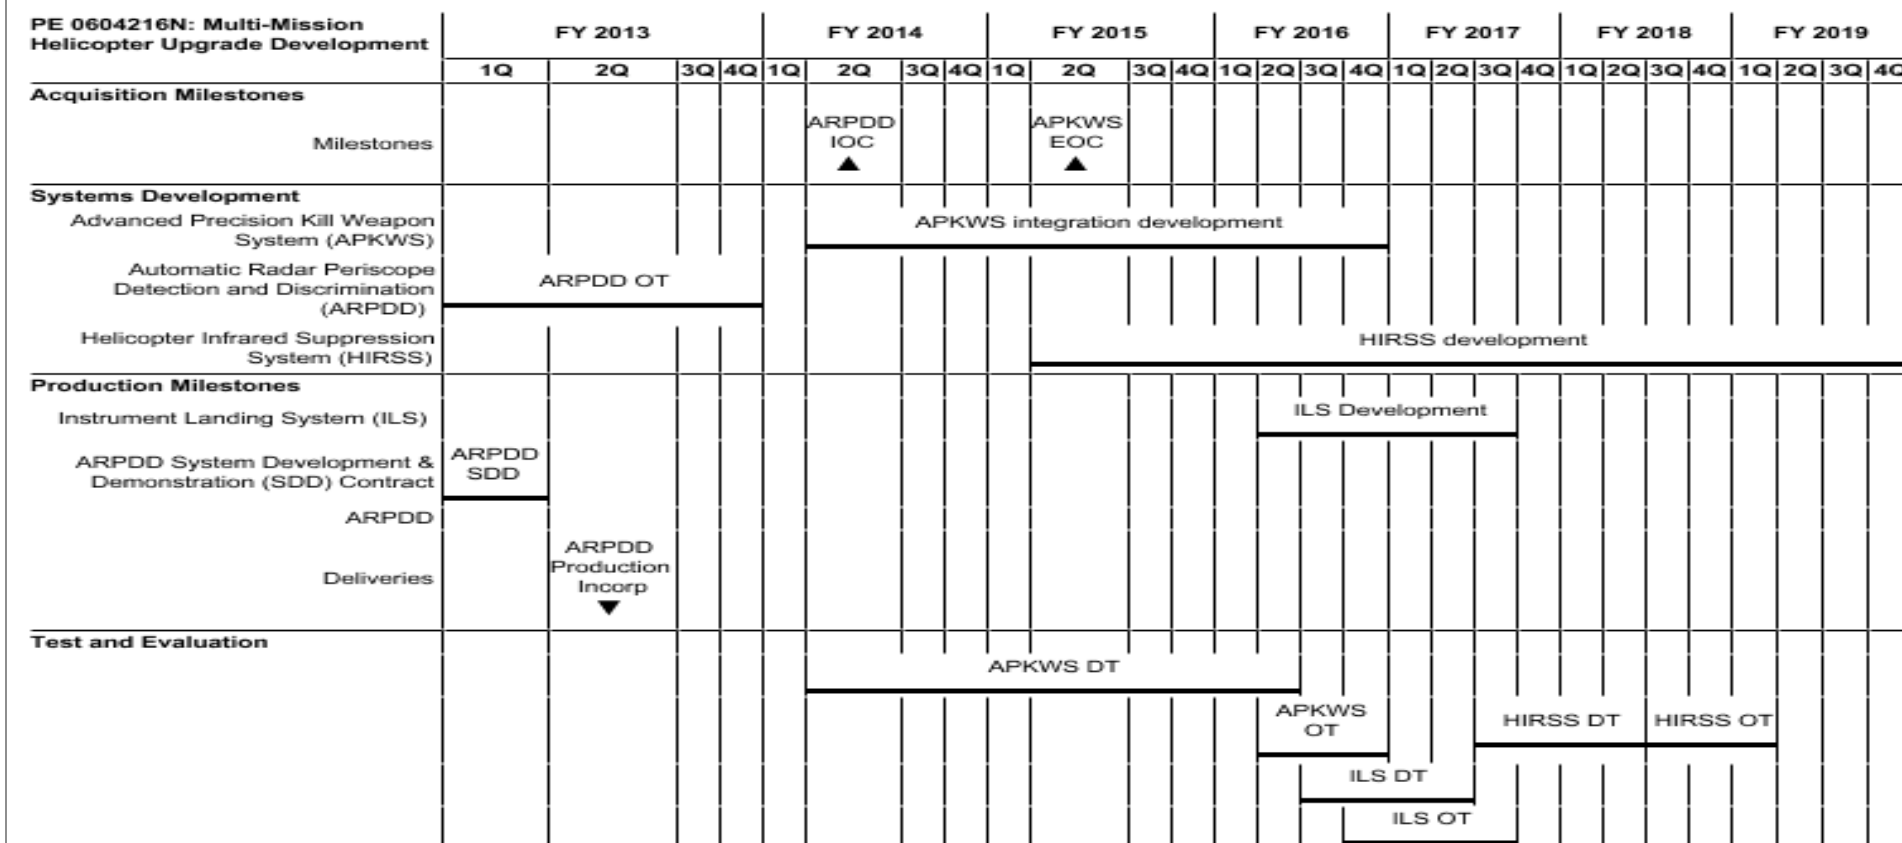 PE 0604216N: Multi-Mission
Helicopter Upgrade Development
FY 2013 FY 2014 FY 2015 FY 2016 FY 2017 FY 2018 FY 2019
1Q 2Q 3Q 4Q 1Q 2Q 3Q 4Q 1Q 2Q 3Q 4Q 1Q 2Q 3Q 4Q 1Q 2Q 3Q 4Q 1Q 2Q 3Q 4Q 1Q 2Q 3Q 4Q
Acquisition Milestones
Milestones
ARPDD
IOC
APKWS
EOC
Systems Development
Advanced Precision Kill Weapon
System (APKWS)
APKWS integration development
Automatic Radar Periscope
Detection and Discrimination
(ARPDD)
ARPDD OT
Helicopter Infrared Suppression
System (HIRSS)
HIRSS development
Production Milestones
Instrument Landing System (ILS)
ILS Development
ARPDD System Development &
Demonstration (SDD) Contract
ARPDD
SDD
ARPDD
Deliveries
ARPDD
Production
Incorp
Test and Evaluation
APKWS DT
APKWS
OT
HIRSS DT HIRSS OT
ILS DT
ILS OT